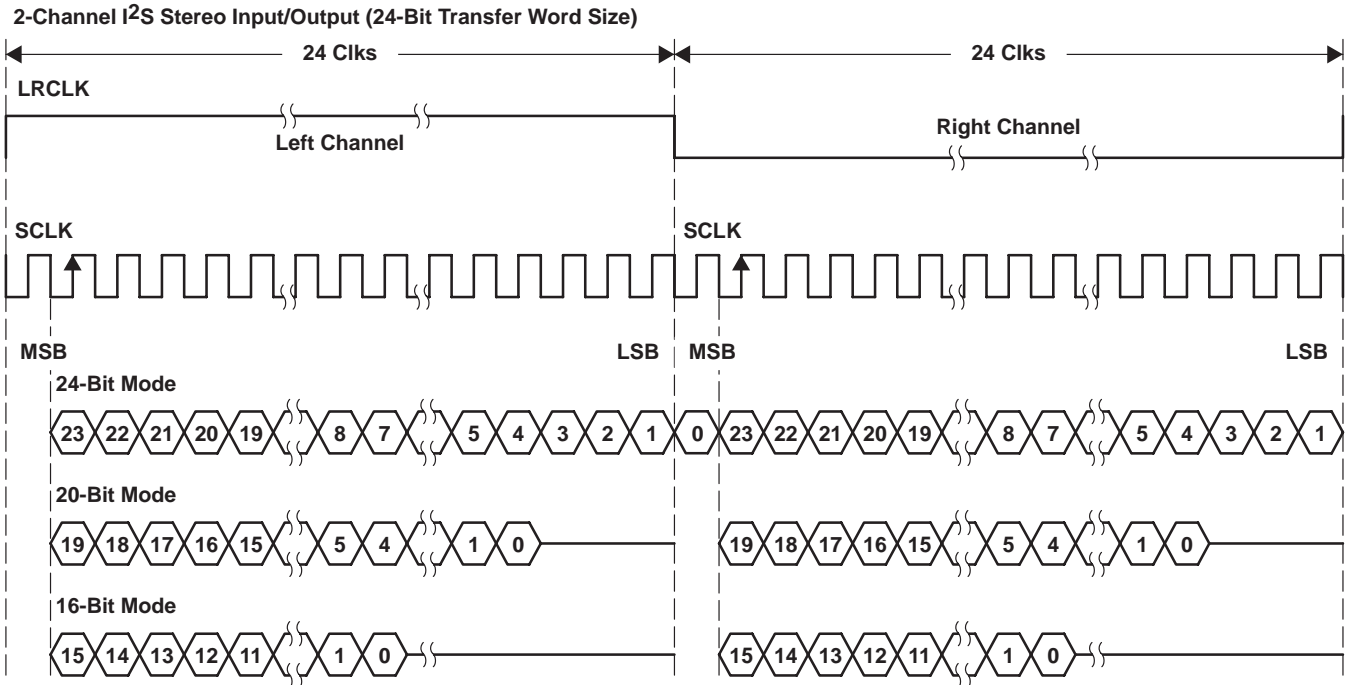 2-Channel I2S Stereo Input/Output (24-Bit Transfer Word Size)
24 Clks 24 Clks
LRCLK
Left Channel Right Channel
SCLK SCLK
MSB LSB MSB LSB
24-Bit Mode
23 22 21 20 19 8 7 5 4 3 2 1 0 23 22 21 20 19 8 7 5 4 3 2 1
20-Bit Mode
19 18 17 16 15 5 4 1 0 19 18 17 16 15 5 4 1 0
16-Bit Mode
15 14 13 12 11 1 0 15 14 13 12 11 1 0